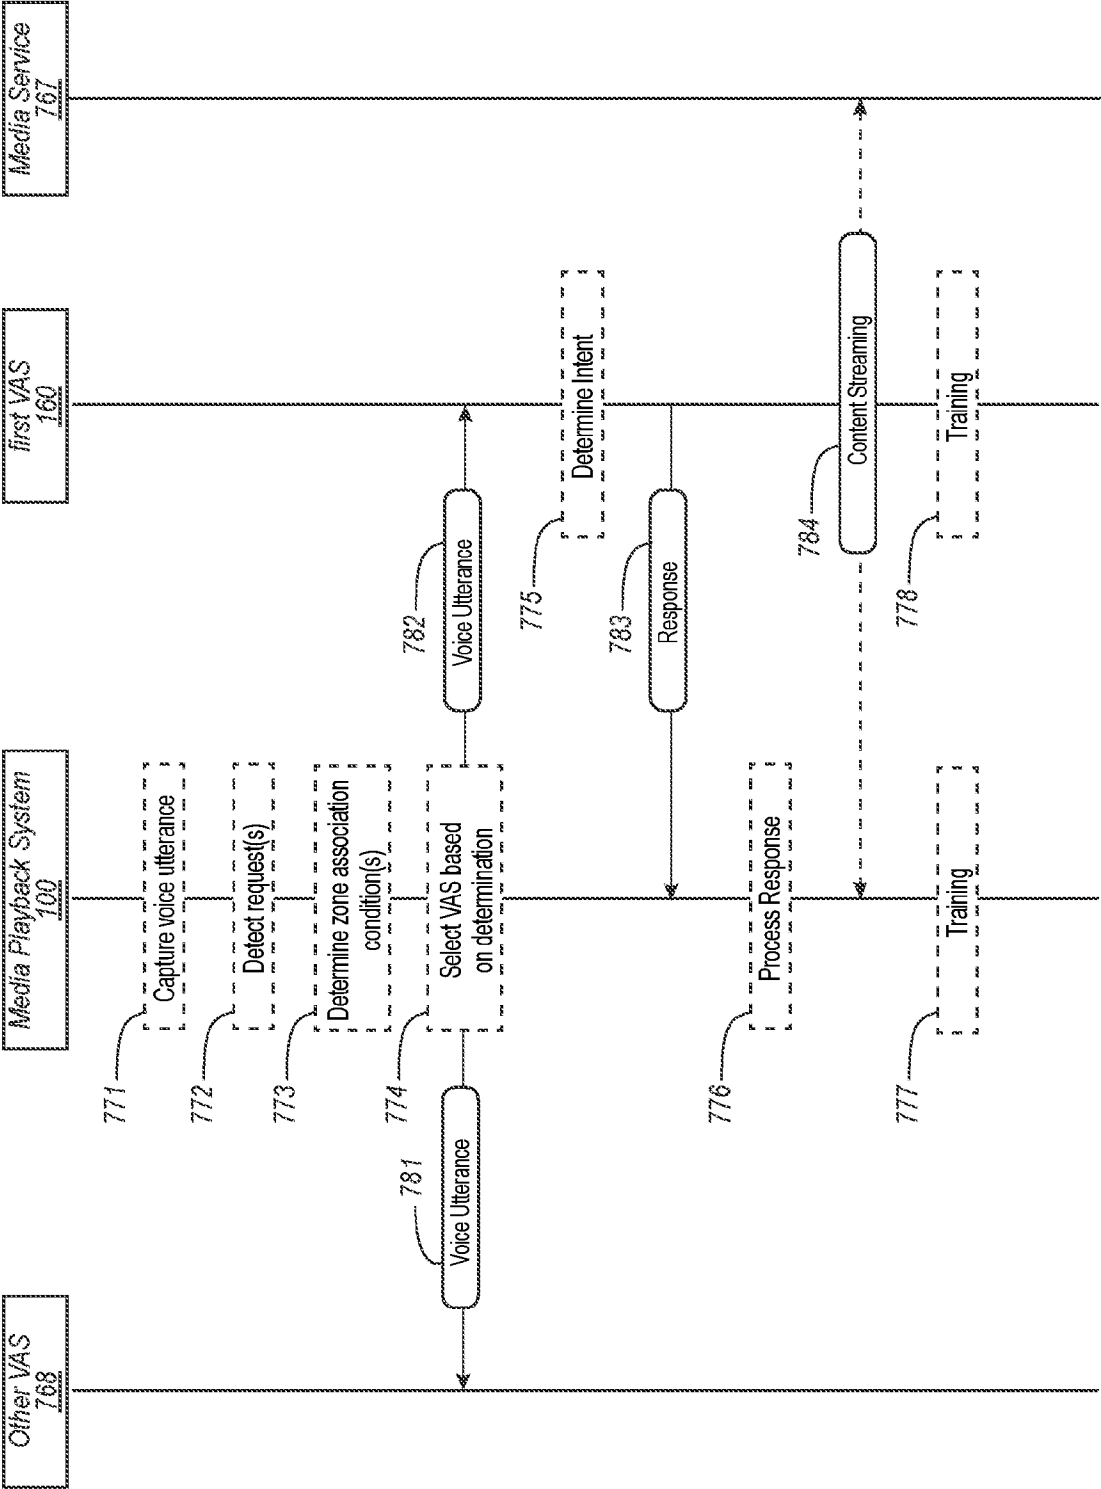 Other VAS
768
Media Playback System
100
first VAS
160
Media Service
767
771
Capture voice utterance
772
Detect request(s)
773
Determine zone association
condition(s)
774
Select VAS based
on determination
781
Voice Utterance
782
Voice Utterance
775
Determine Intent
783
Response
776
Process Response
784
Content Streaming
777
Training
778
Training